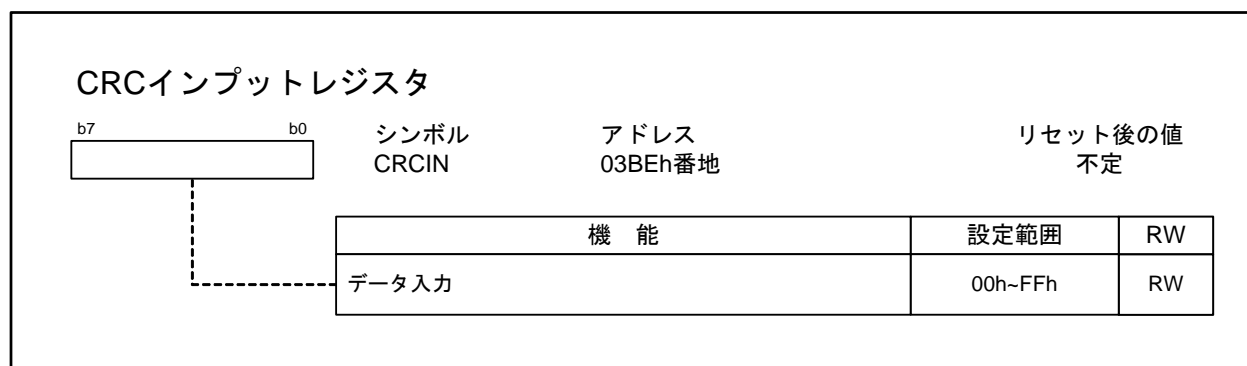 CRCインプットレジスタ
b7 b0 シンボル アドレス リセット後の値
CRCIN 03BEh番地 不定
機 能 設定範囲 RW
データ入力 00h~FFh RW